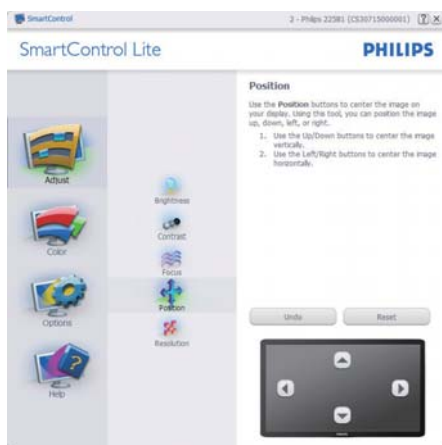 SmartControl
2 - Philips 225B1 (CS30715000001)
SmartControl Lite
PHILIPS
Adjust
Color
Options
Help
Brightness
Contrast
Focus
Position
Resolution
Position
Use the Position buttons to center the image on
your display. Using the tool, you can position the image
up, down, left, or right.
1. Use the Up/Down buttons to center the image
vertically.
2. Use the Left/Right buttons to center the image
horizontally.
Undo
Reset